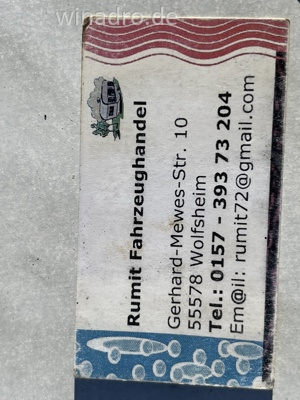 © wihadro.de
Rumit Fahrzeughandel
Gerhard-Mewes-Str. 10
55578 Wolfsheim
Tel.: 0157 - 393 73 204
Em@il: rumit72@gmail.com